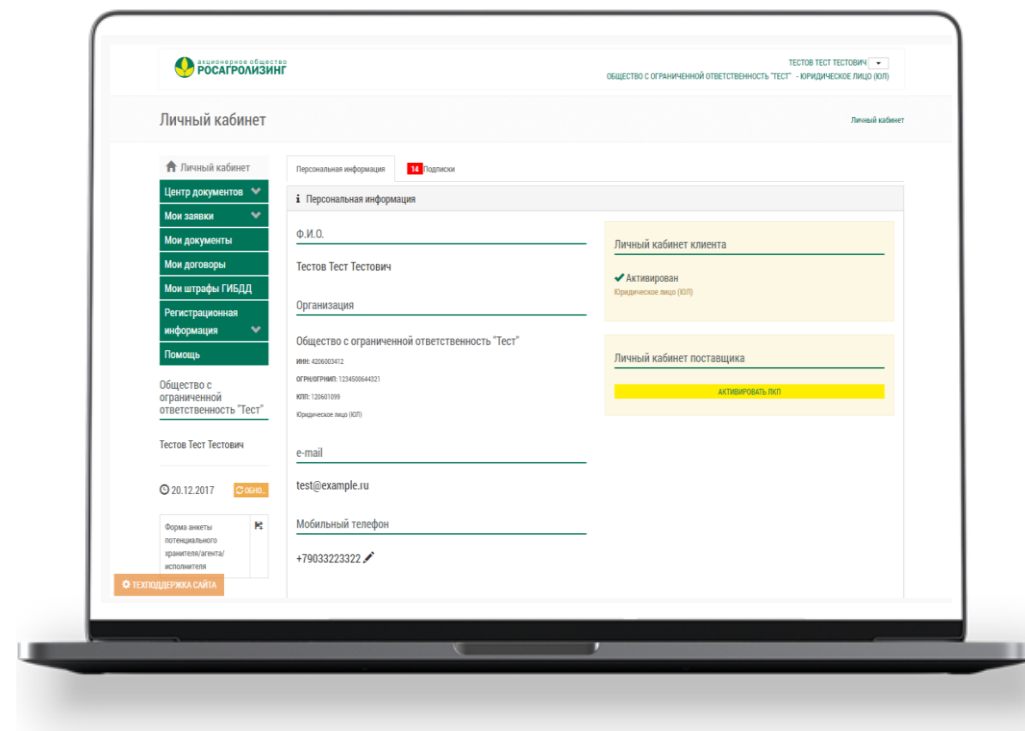 акционерное общество
РОСАГРОЛИЗИНГ
ТЕСТОВ ТЕСТ ТЕСТОВИЧ
ОБЩЕСТВО С ОГРАНИЧЕННОЙ ОТВЕТСТВЕННОСТЬ "ТЕСТ" - ЮРИДИЧЕСКОЕ ЛИЦО (ЮЛ)
Личный кабинет
Личный кабинет
Личный кабинет
Центр документов
Мои заявки
Мои документы
Мои договоры
Мои штрафы ГИБДД
Регистрационная
информация
Помощь
Общество с
ограниченной
ответственность "Тест"
Тестов Тест Тестович
20.12.2017 ОБНО..
Форма анкеты
потенциального
хранителя/агента/
исполнителя
ТЕХПОДДЕРЖКА САЙТА
Персональная информация 14 Подписки
Персональная информация
Ф.И.О.
Тестов Тест Тестович
Организация
Общество с ограниченной ответственность "Тест"
ИНН: 4206003412
ОГРН/ОГРНИП: 1234500644321
КПП: 120601099
Юридическое лицо (ЮЛ)
e-mail
test@example.ru
Мобильный телефон
+79033223322
Личный кабинет клиента
Активирован
Юридическое лицо (ЮЛ)
Личный кабинет поставщика
АКТИВИРОВАТЬ ЛКП